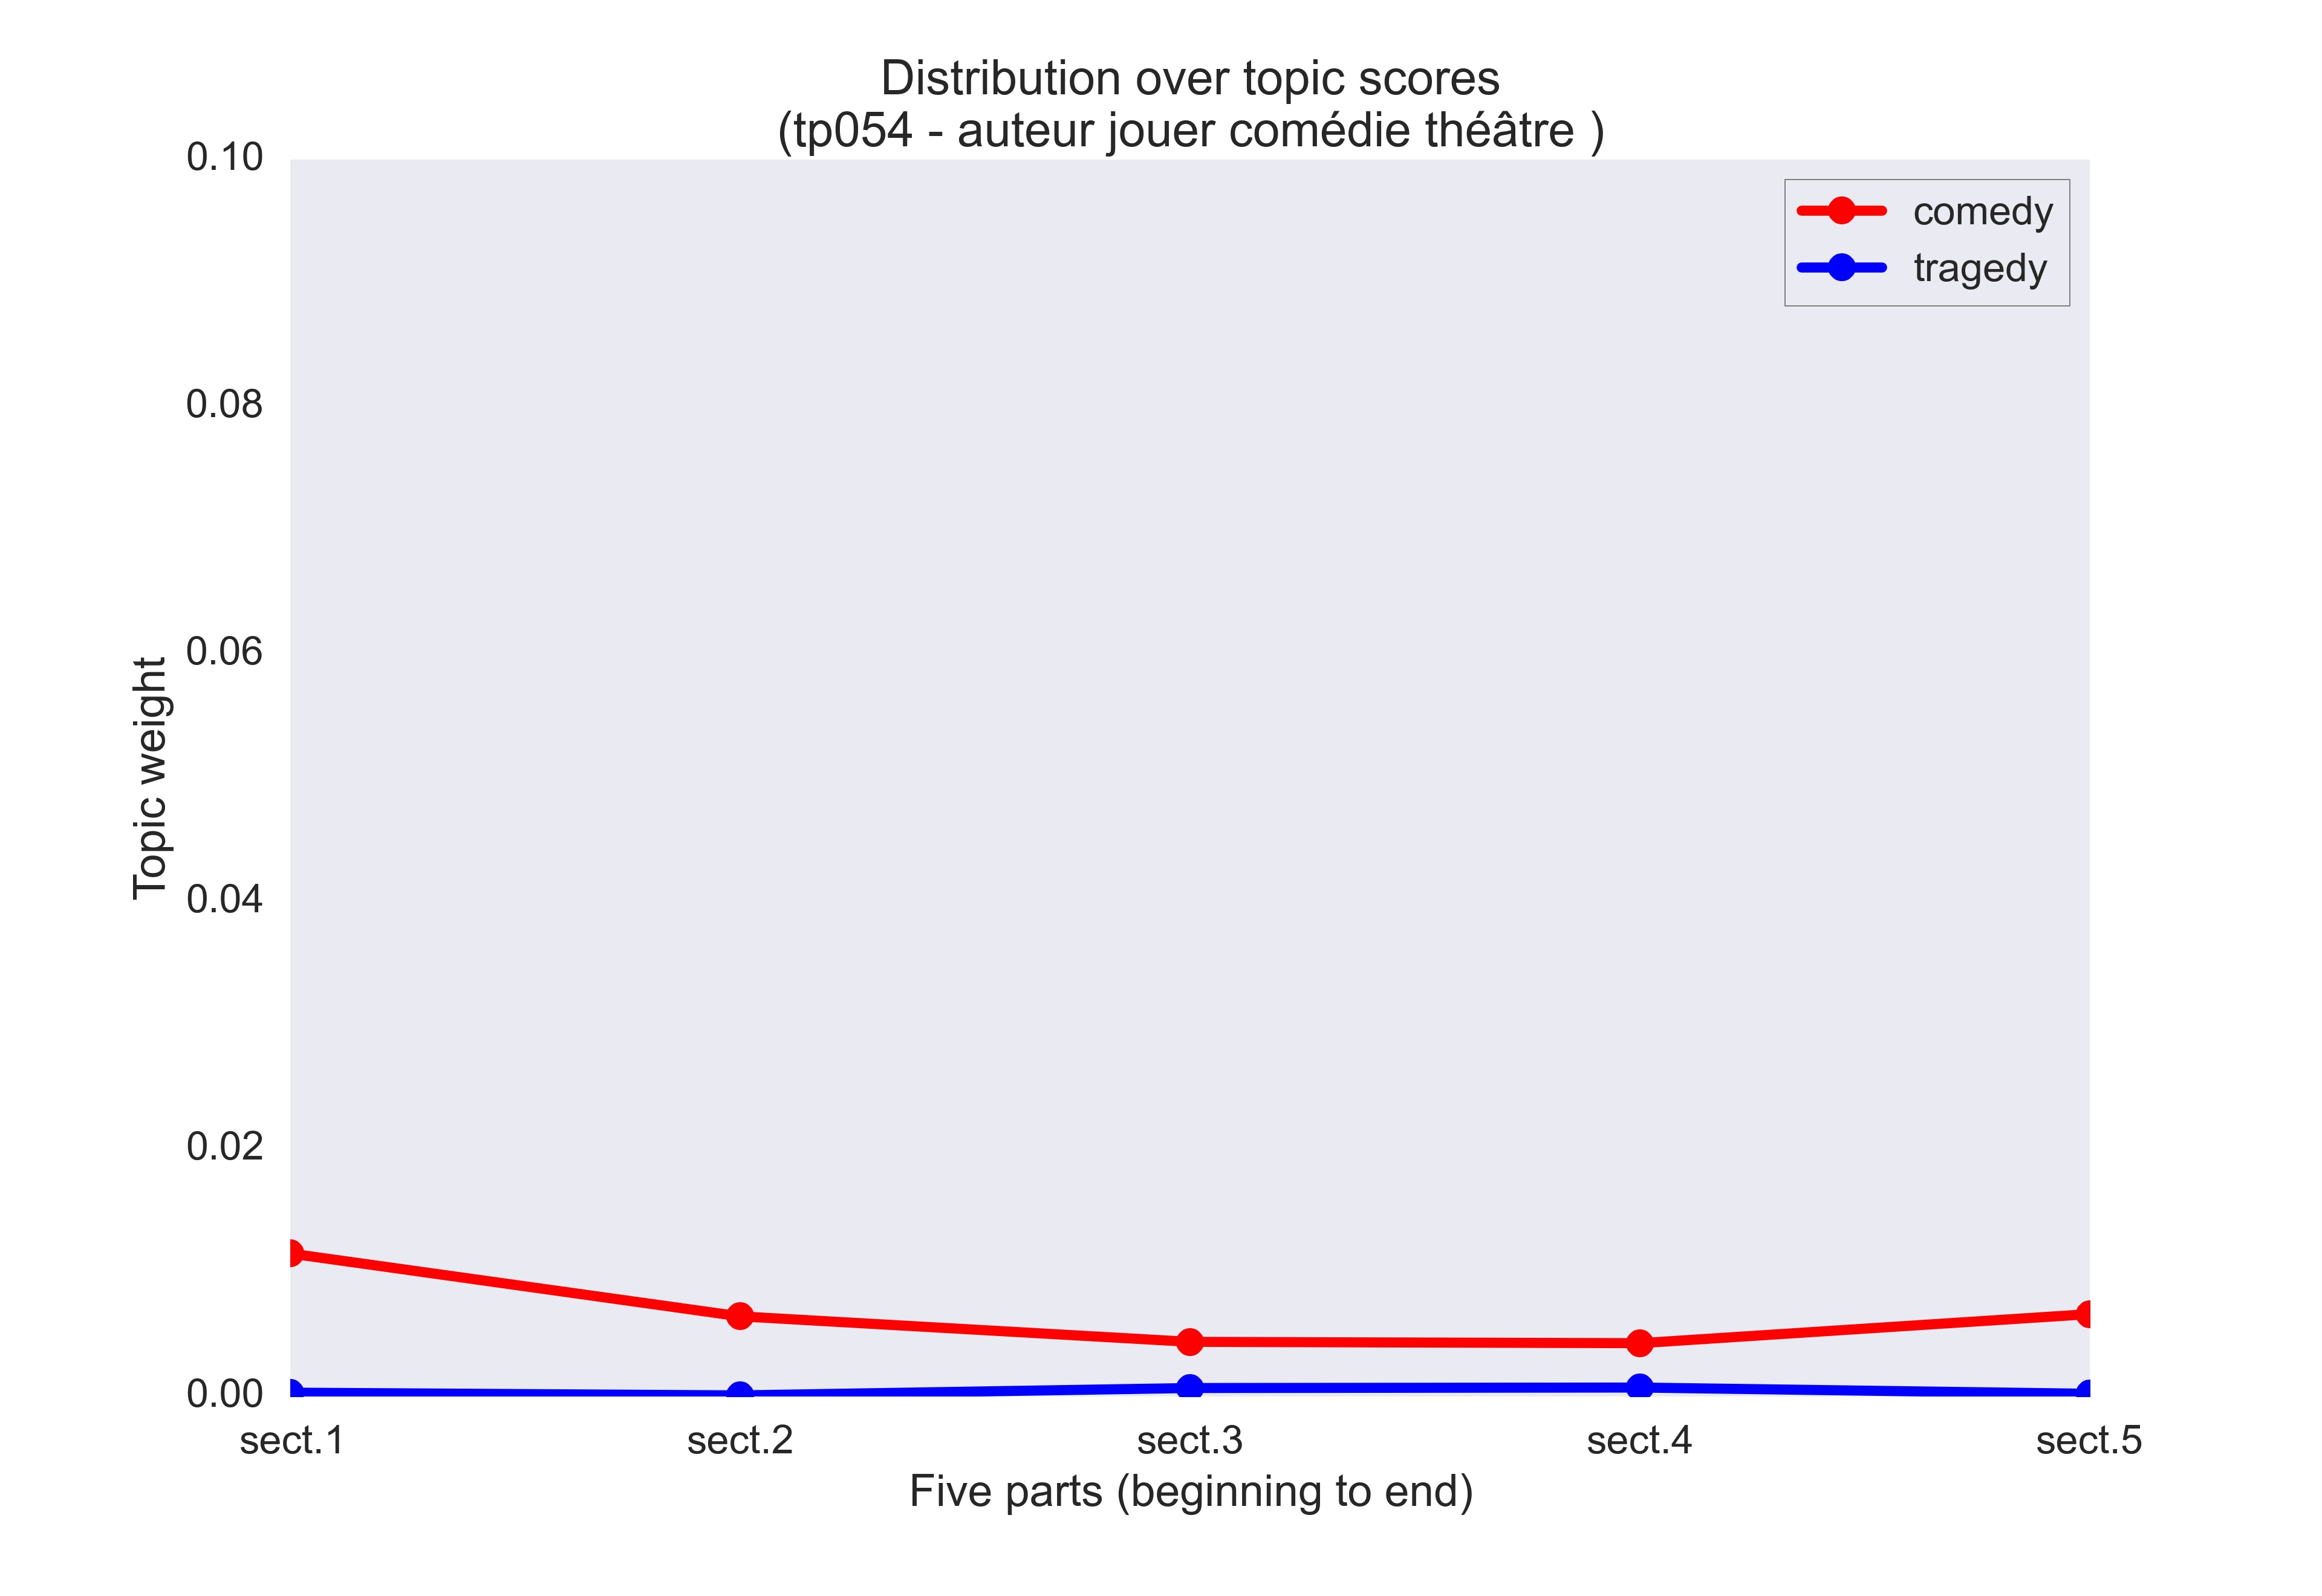 Distribution over topic scores
(tp054 - auteur jouer comédie théâtre )
0.10
0.08
0.06
0.04
0.02
0.00
Topic weight
comedy
tragedy
sect.1
sect.2
sect.3
sect.4
sect.5
Five parts (beginning to end)